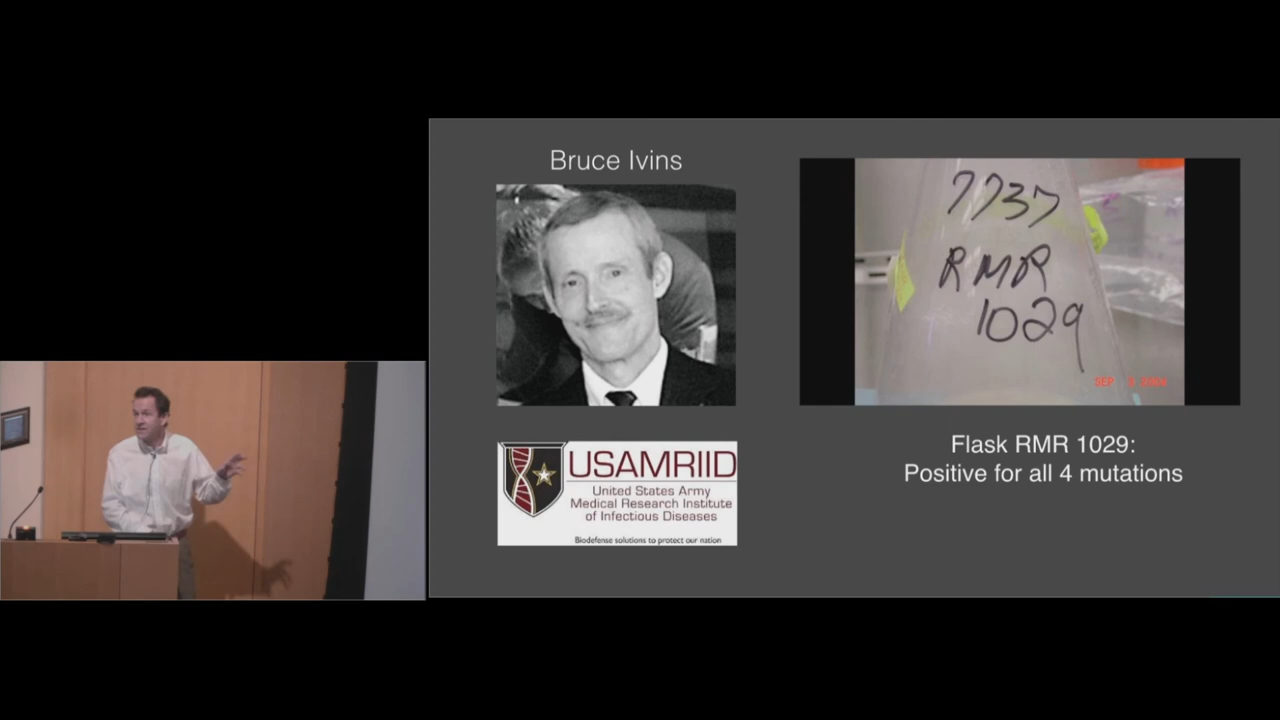 Bruce Ivins
7737
RMR
1029
USAMRIID
United States Army
Medical Research Institute
of Infectious Diseases
Biodefense solutions to protect our nation
Flask RMR 1029:
Positive for all 4 mutations